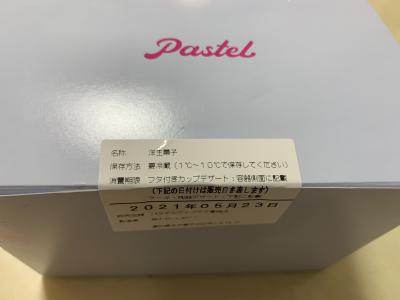 Pastel
名称 洋生菓子
保存方法 要冷蔵(1℃～10℃で保存してください)
消費期限 フタ付きカップデザート:容器側面に記載
(下記の日付けは販売日を表します)
2021年05月23日